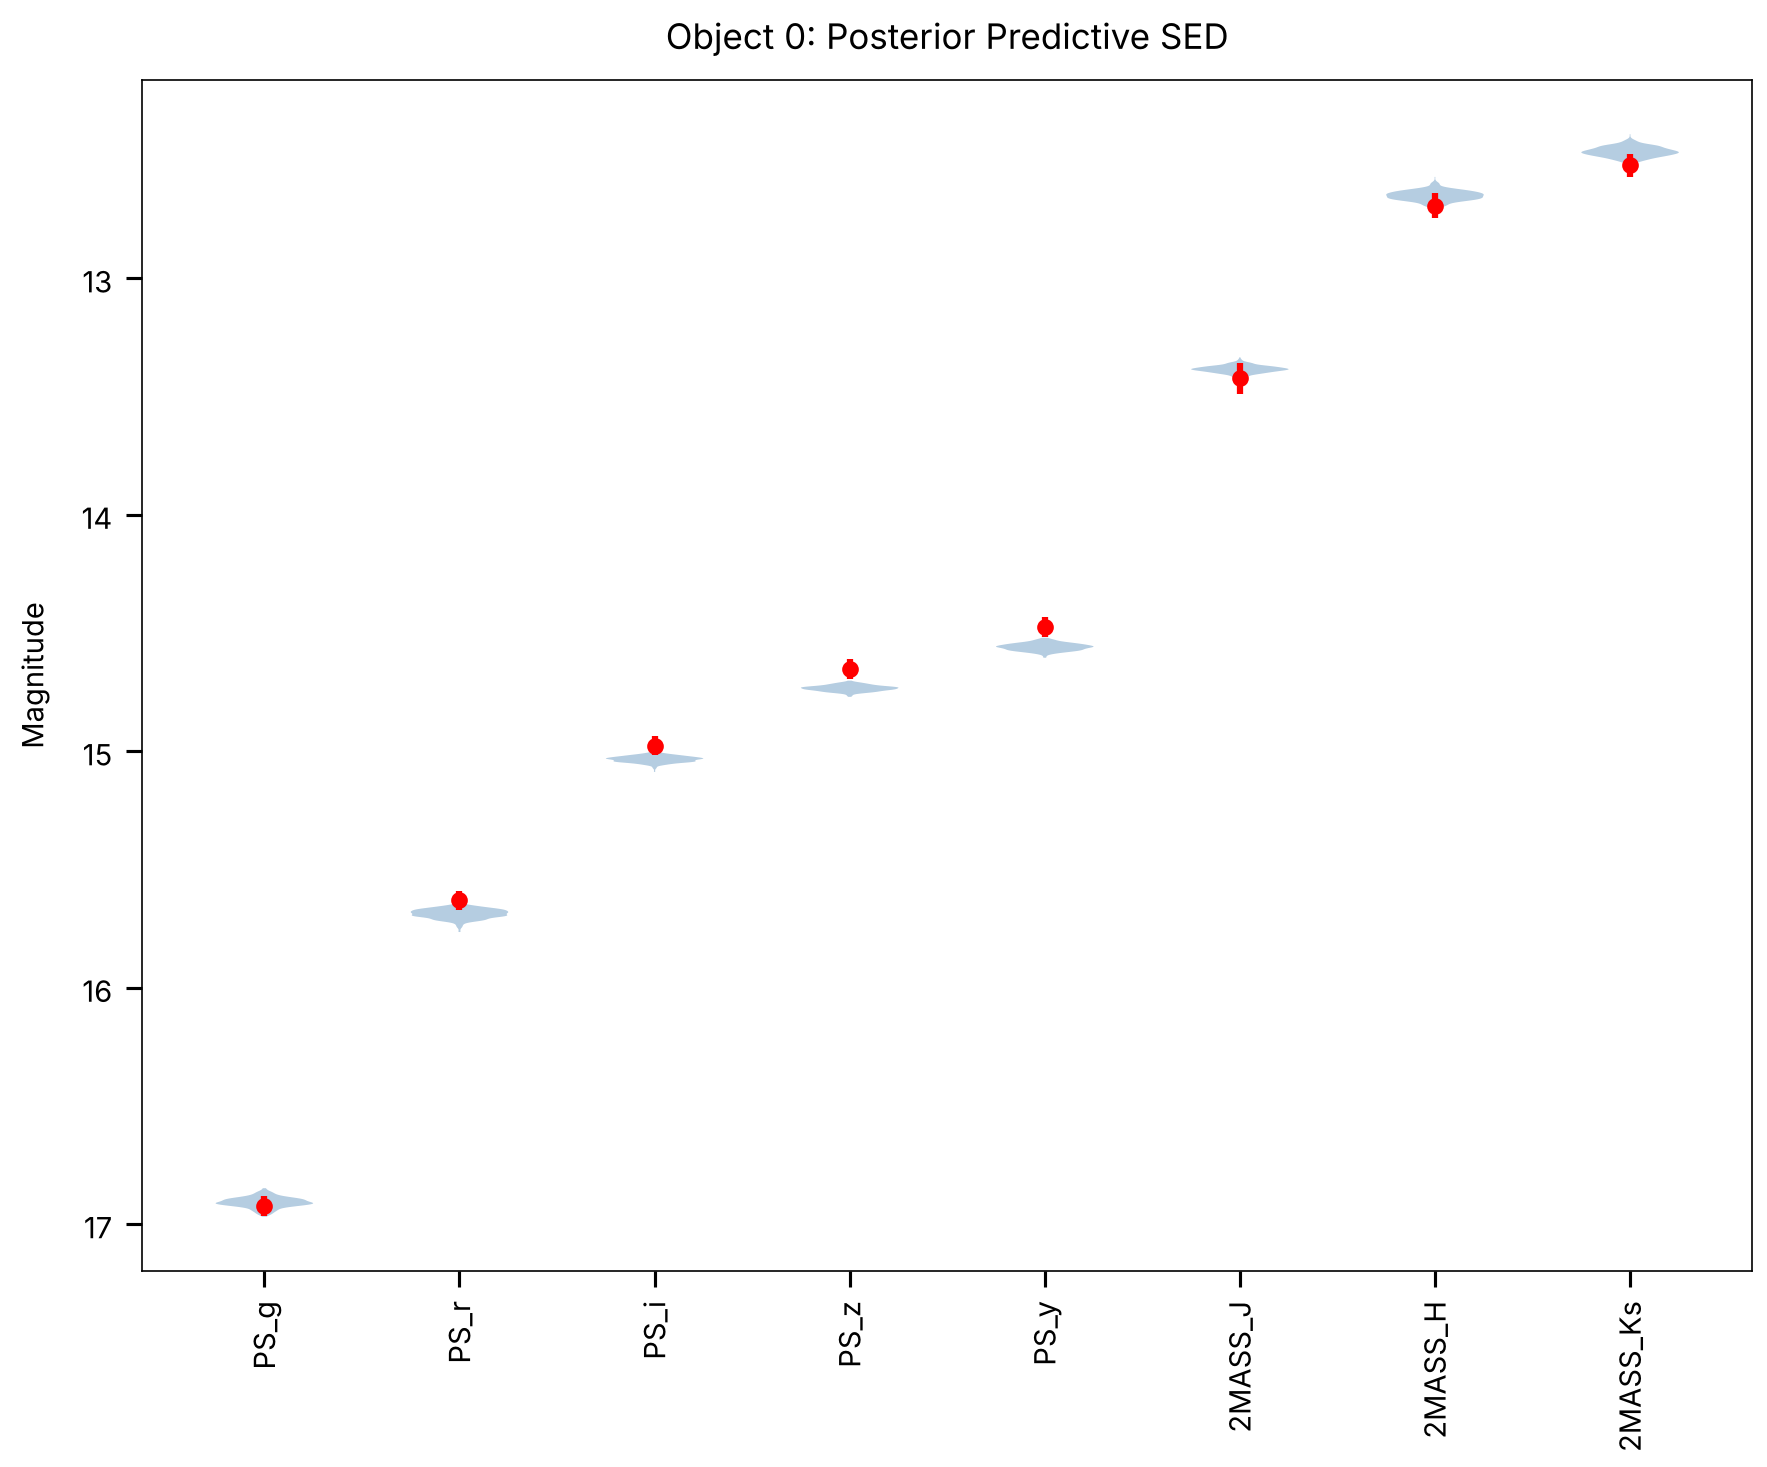 Object 0: Posterior Predictive SED
Magnitude
13
14
15
16
17
PS_g
PS_r
PS_i
PS_z
PS_y
2MASS_J
2MASS_H
2MASS_Ks